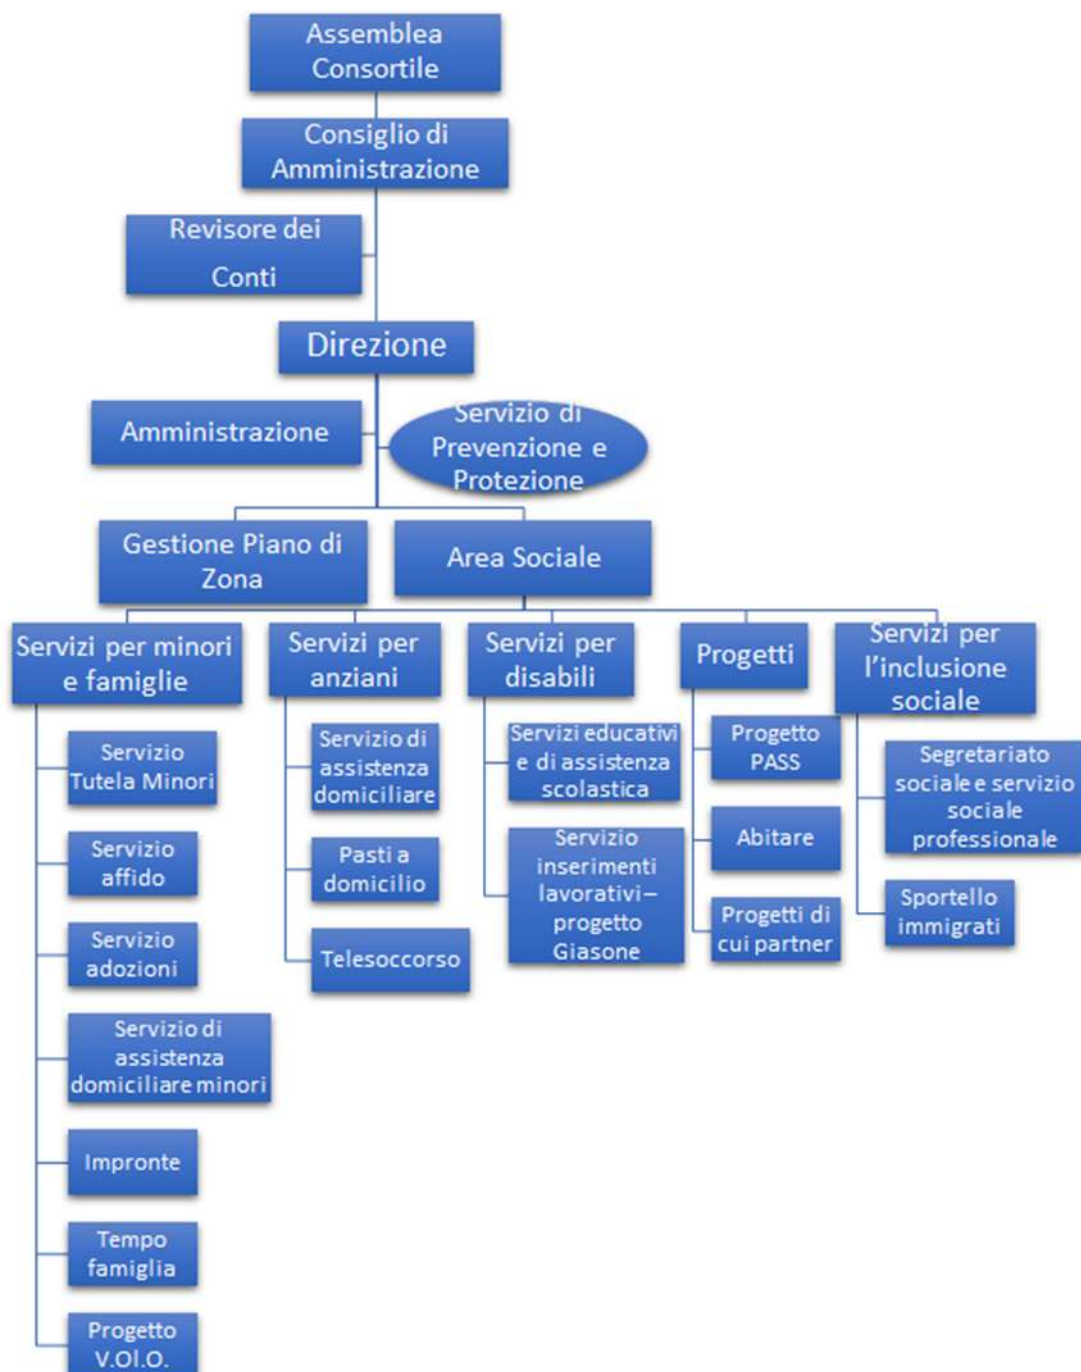 Assemblea
Consortile
Consiglio di
Amministrazione
Revisore dei
Conti
Direzione
Amministrazione
Servizio di
Prevenzione e
Protezione
Gestione Piano di
Zona
Area Sociale
Servizi per minori
e famiglie
Servizio
Tutela Minori
Servizio
affido
Servizio
adozioni
Servizio di
assistenza
domiciliare minori
Impronte
Tempo
famiglia
Progetto
V.Ol.O.
Servizi per
anziani
Servizio di
assistenza
domiciliare
Pasti a
domicilio
Telesoccorso
Servizi per
disabili
Servizi educativi
e di assistenza
scolastica
Servizio
inserimenti
lavorativi–
progetto
Giasone
Progetti
Progetto
PASS
Abitare
Progetti di
cui partner
Servizi per
l’inclusione
sociale
Segretariato
sociale e servizio
sociale
professionale
Sportello
immigrati